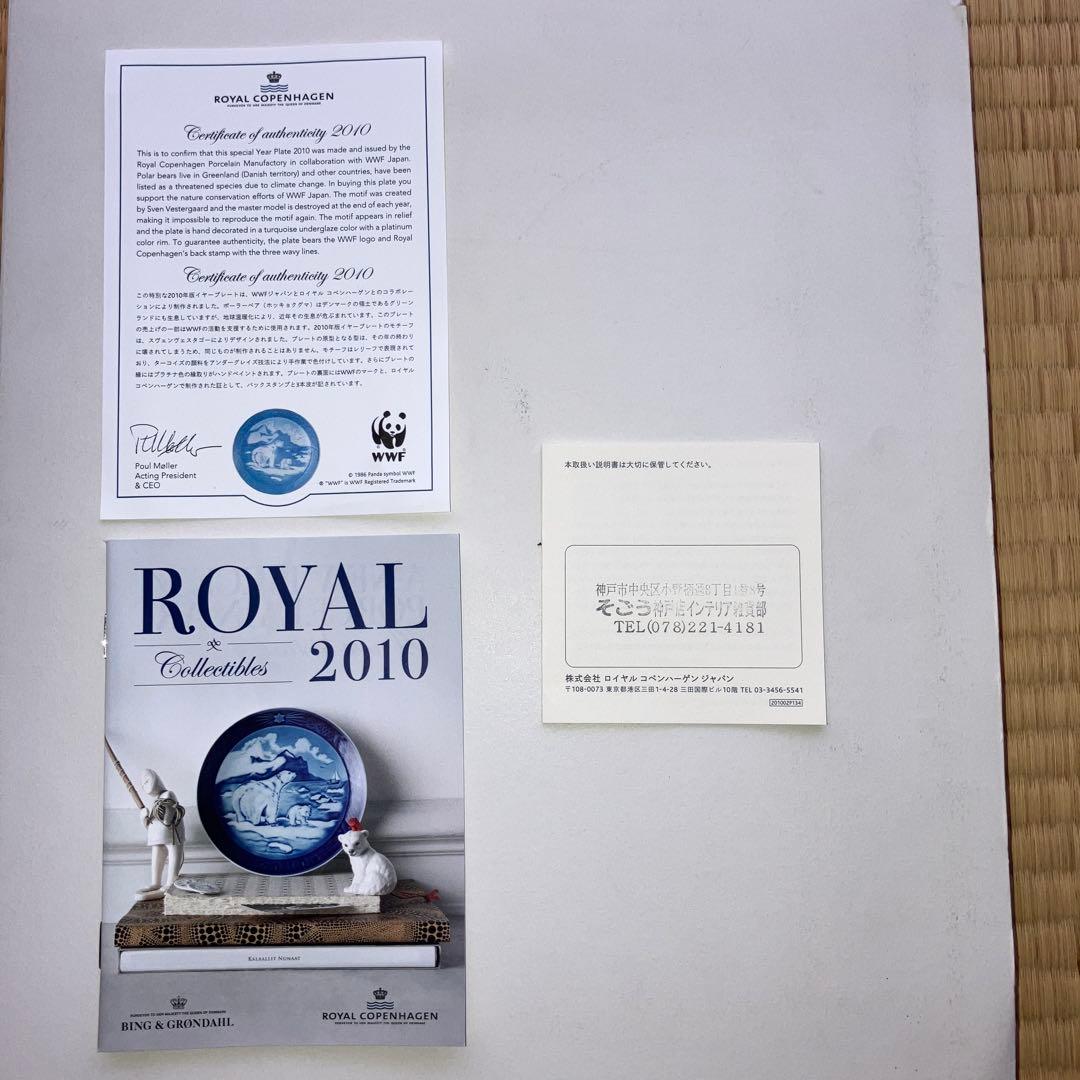 ROYAL COPENHAGEN
PURVEYOR TO HER MAJESTY THE QUEEN OF DENMARK
Certificate of authenticity 2010
This is to confirm that this special Year Plate 2010 was made and issued by the
Royal Copenhagen Porcelain Manufactory in collaboration with WWF Japan.
Polar bears live in Greenland (Danish territory) and other countries, have been
listed as a threatened species due to climate change. In buying this plate you
support the nature conservation efforts of WWF Japan. The motif was created
by Sven Vestergaard and the master model is destroyed at the end of each year,
making it impossible to reproduce the motif again. The motif appears in relief
and the plate is hand decorated in a turquoise underglaze color with a platinum
color rim. To guarantee authenticity, the plate bears the WWF logo and Royal
Copenhagen's back stamp with the three wavy lines.
Certificate of authenticity 2010
この特別な2010年版イヤープレートは、WWFジャパンとロイヤル コペンハーゲンとのコラボレー
ションにより制作されました。ポーラーベア（ホッキョクグマ）はデンマークの領土であるグリーン
ランドにも生息していますが、地球温暖化により、近年その生息が危ぶまれています。このプレート
の売上げの一部はWWFの活動を支援するために使用されます。2010年版イヤープレートのモチーフ
は、スヴェンヴェスタゴーによりデザインされました。プレートの原型となる型は、その年の終わり
に壊されてしまうため、同じものが制作されることはありません。モチーフはレリーフで表現されて
おり、ターコイズの顔料をアンダーグレイズ技法により手作業で色付けしています。さらにプレートの
縁にはプラチナ色の縁取りがハンドペイントされます。プレートの裏面にはWWFのマークと、ロイヤル
コペンハーゲンで制作された証として、バックスタンプと3本波が記されています。
Poul Møller
Acting President
& CEO
WWF
© 1986 Panda symbol WWF
® "WWF" is WWF Registered Trademark
ROYAL
Collectibles 2010
KALAALLIT NUNAAT
PURVEYOR TO HER MAJESTY THE QUEEN OF DENMARK
BING & GRØNDAHL
ROYAL COPENHAGEN
PURVEYOR TO HER MAJESTY THE QUEEN OF DENMARK
本取扱い説明書は大切に保管してください。
神戸市中央区小野柄通8丁目1番8号
そごう神戸店インテリア雑貨部
TEL(078)221-4181
株式会社 ロイヤル コペンハーゲン ジャパン
〒108-0073 東京都港区三田1-4-28 三田国際ビル10階 TEL 03-3456-5541
201002P134